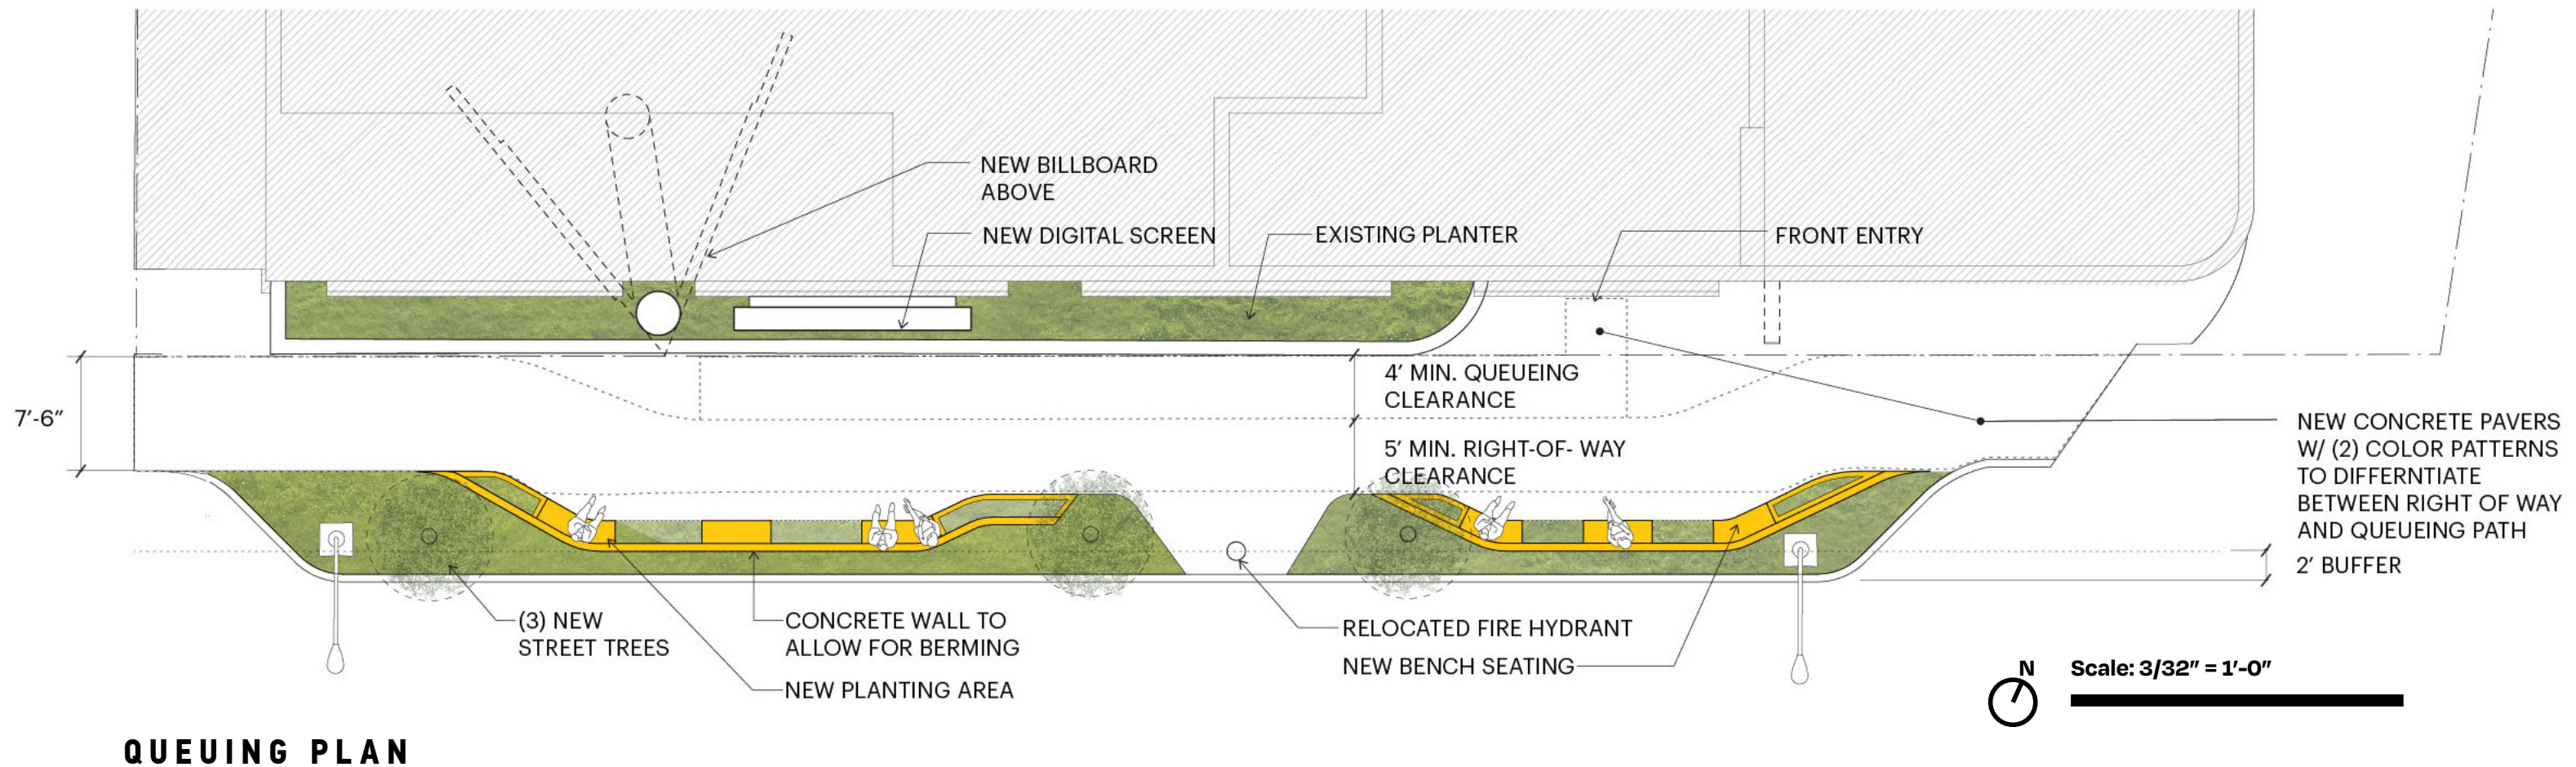 NEW BILLBOARD
ABOVE
NEW DIGITAL SCREEN
EXISTING PLANTER
FRONT ENTRY
7’-6”
4’ MIN. QUEUEING
CLEARANCE
5’ MIN. RIGHT-OF- WAY
CLEARANCE
NEW CONCRETE PAVERS
W/ (2) COLOR PATTERNS
TO DIFFERNTIATE
BETWEEN RIGHT OF WAY
AND QUEUEING PATH
2’ BUFFER
(3) NEW
STREET TREES
CONCRETE WALL TO
ALLOW FOR BERMING
NEW PLANTING AREA
RELOCATED FIRE HYDRANT
NEW BENCH SEATING
N
Scale: 3/32” = 1’-0”
QUEUING PLAN